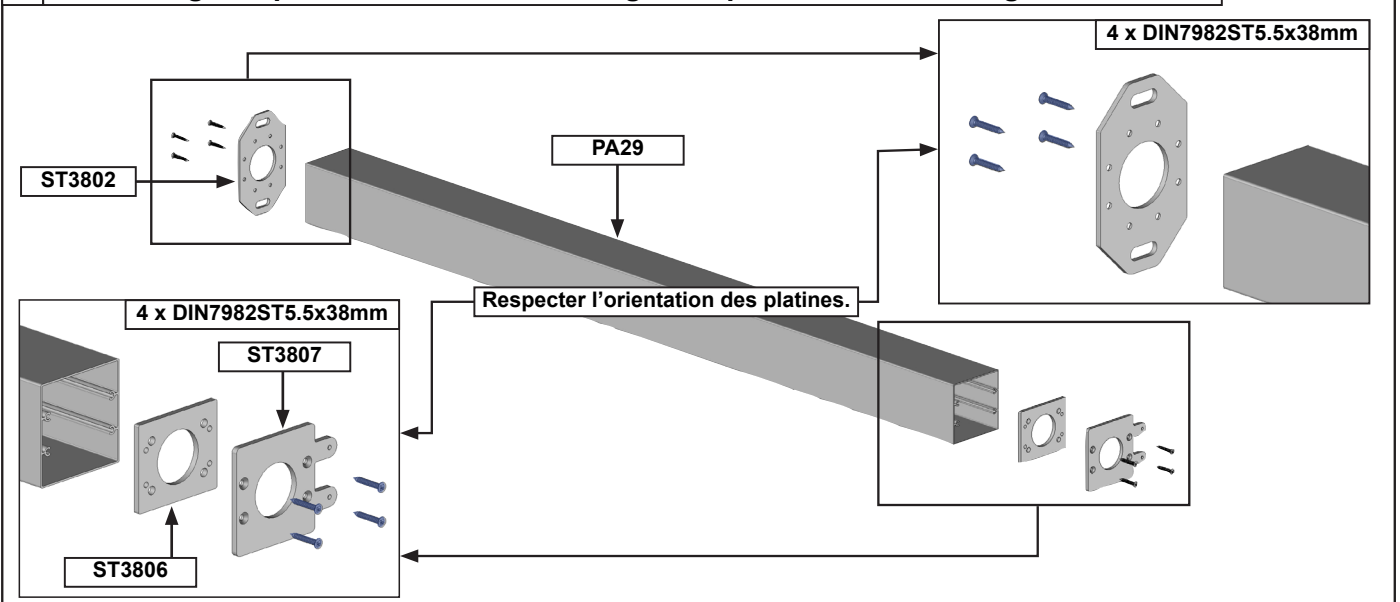 4 x DIN7982ST5.5x38mm
PA29
ST3802
Respecter l’orientation des platines.
4 x DIN7982ST5.5x38mm
ST3807
ST3806